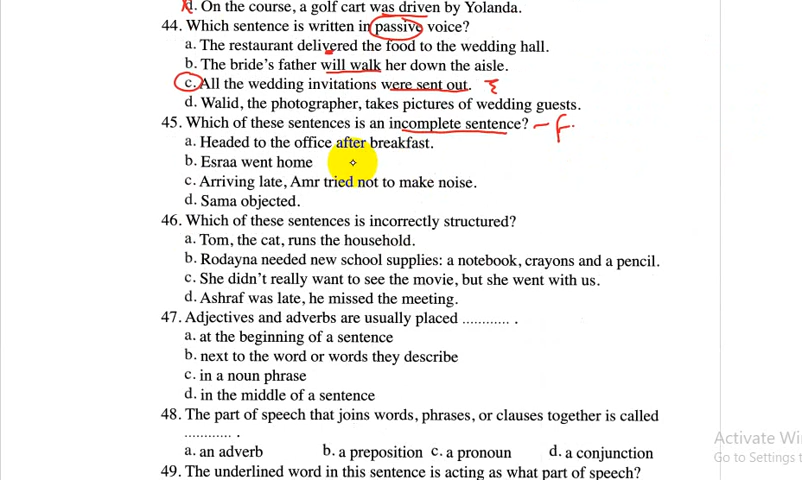 d. On the course, a golf cart was driven by Yolanda.
44. Which sentence is written in passive voice?
a. The restaurant delivered the food to the wedding hall.
b. The bride's father will walk her down the aisle.
c. All the wedding invitations were sent out.
d. Walid, the photographer, takes pictures of wedding guests.
45. Which of these sentences is an incomplete sentence? – F.
a. Headed to the office after breakfast.
b. Esraa went home
c. Arriving late, Amr tried not to make noise.
d. Sama objected.
46. Which of these sentences is incorrectly structured?
a. Tom, the cat, runs the household.
b. Rodayna needed new school supplies: a notebook, crayons and a pencil.
c. She didn't really want to see the movie, but she went with us.
d. Ashraf was late, he missed the meeting.
47. Adjectives and adverbs are usually placed ............ .
a. at the beginning of a sentence
b. next to the word or words they describe
c. in a noun phrase
d. in the middle of a sentence
48. The part of speech that joins words, phrases, or clauses together is called
............ .
a. an adverb b. a preposition c. a pronoun d. a conjunction
49. The underlined word in this sentence is acting as what part of speech?
Activate Wi
Go to Settings t